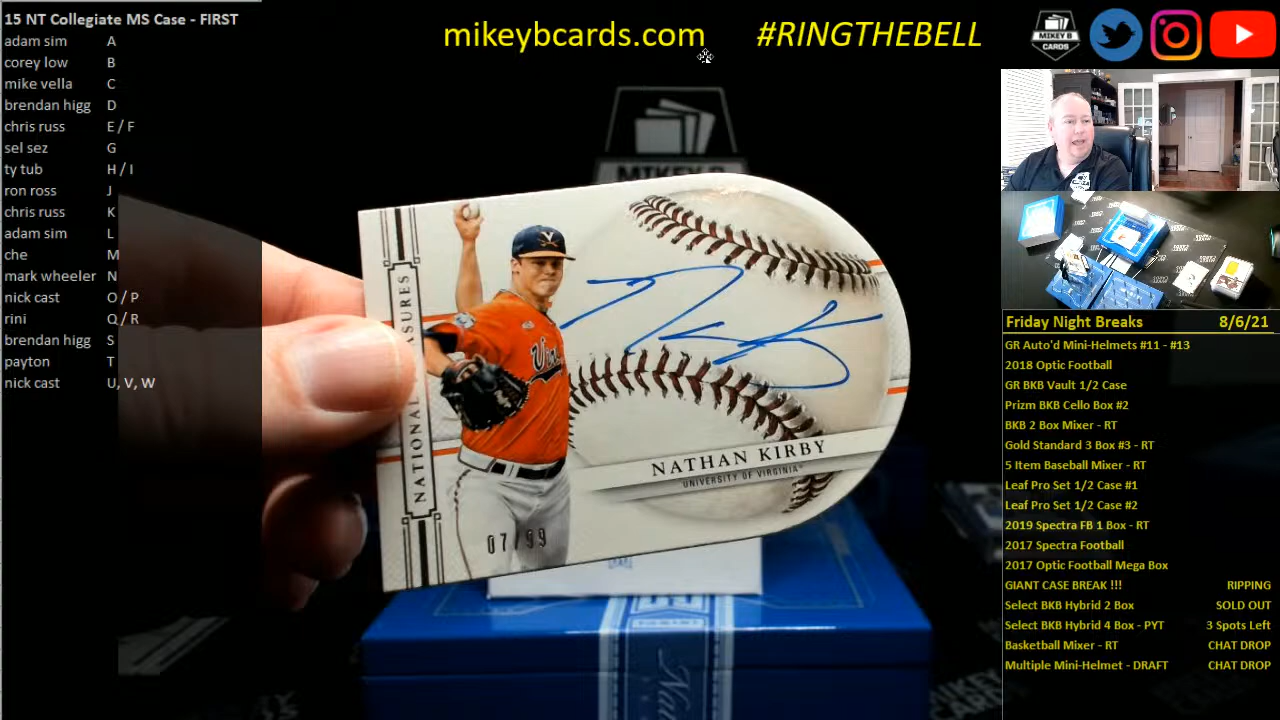 15 NT Collegiate MS Case - FIRST
adam sim A
corey low B
mike vella C
brendan higg D
chris russ E / F
sel sez G
ty tub H / I
ron ross J
chris russ K
adam sim L
che M
mark wheeler N
nick cast O / P
rini Q / R
brendan higg S
payton T
nick cast U, V, W
mikeybcards.com #RINGTHEBELL
MIKEY B
CARDS
MIKEY B
NATIONAL
NATHAN KIRBY
UNIVERSITY OF VIRGINIA
07/99
Friday Night Breaks 8/6/21
GR Auto'd Mini-Helmets #11 - #13
2018 Optic Football
GR BKB Vault 1/2 Case
Prizm BKB Cello Box #2
BKB 2 Box Mixer - RT
Gold Standard 3 Box #3 - RT
5 Item Baseball Mixer - RT
Leaf Pro Set 1/2 Case #1
Leaf Pro Set 1/2 Case #2
2019 Spectra FB 1 Box - RT
2017 Spectra Football
2017 Optic Football Mega Box
GIANT CASE BREAK !!! RIPPING
Select BKB Hybrid 2 Box SOLD OUT
Select BKB Hybrid 4 Box - PYT 3 Spots Left
Basketball Mixer - RT CHAT DROP
Multiple Mini-Helmet - DRAFT CHAT DROP